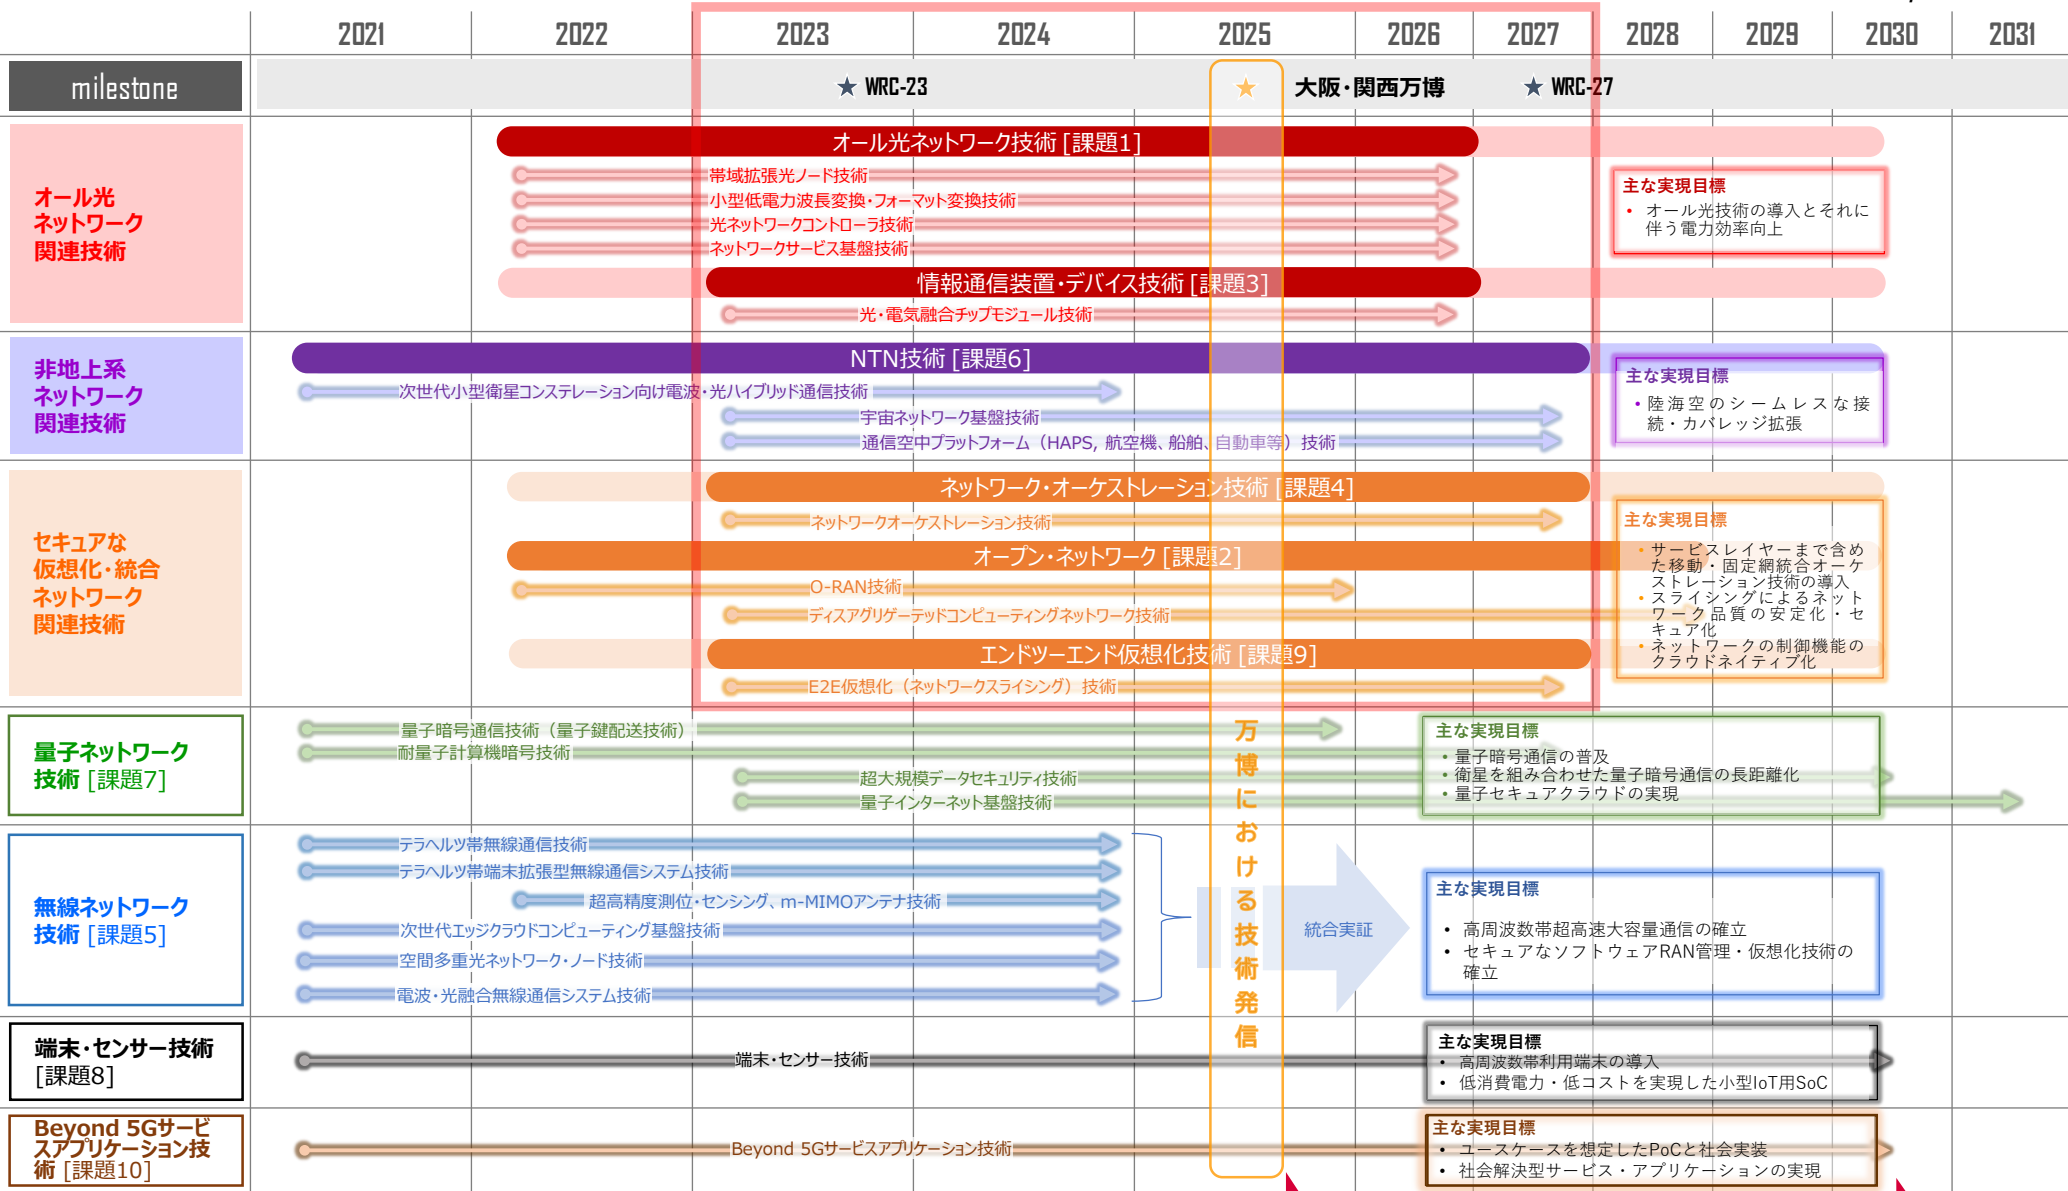 2021 2022 2023 2024 2025 2026 2027 2028 2029 2030 2031
milestone
★ WRC-23
★
大阪・関西万博
★ WRC-27
オール光
ネットワーク
関連技術
オール光ネットワーク技術 [課題1]
帯域拡張光ノード技術
小型低電力波長変換・フォーマット変換技術
光ネットワークコントローラ技術
ネットワークサービス基盤技術
情報通信装置・デバイス技術 [課題3]
光・電気融合チップモジュール技術
主な実現目標
• オール光技術の導入とそれに
伴う電力効率向上
非地上系
ネットワーク
関連技術
NTN技術 [課題6]
次世代小型衛星コンステレーション向け電波・光ハイブリッド通信技術
宇宙ネットワーク基盤技術
通信空中プラットフォーム（HAPS, 航空機、船舶、自動車等）技術
主な実現目標
• 陸海空のシームレスな接
続・カバレッジ拡張
セキュアな
仮想化・統合
ネットワーク
関連技術
ネットワーク・オーケストレーション技術 [課題4]
ネットワークオーケストレーション技術
オープン・ネットワーク [課題2]
O-RAN技術
ディスアグリゲーテッドコンピューティングネットワーク技術
エンドツーエンド仮想化技術 [課題9]
E2E仮想化（ネットワークスライシング）技術
主な実現目標
• サービスレイヤーまで含め
た移動・固定網統合オーケ
ストレーション技術の導入
• スライシングによるネット
ワーク品質の安定化・セ
キュア化
• ネットワークの制御機能の
クラウドネイティブ化
量子ネットワーク
技術 [課題7]
量子暗号通信技術（量子鍵配送技術）
耐量子計算機暗号技術
超大規模データセキュリティ技術
量子インターネット基盤技術
主な実現目標
• 量子暗号通信の普及
• 衛星を組み合わせた量子暗号通信の長距離化
• 量子セキュアクラウドの実現
万博における技術発信
無線ネットワーク
技術 [課題5]
テラヘルツ帯無線通信技術
テラヘルツ帯端末拡張型無線通信システム技術
超高精度測位・センシング、m-MIMOアンテナ技術
次世代エッジクラウドコンピューティング基盤技術
空間多重光ネットワーク・ノード技術
電波・光融合無線通信システム技術
統合実証
主な実現目標
• 高周波数帯超高速大容量通信の確立
• セキュアなソフトウェアRAN管理・仮想化技術の
確立
端末・センサー技術
[課題8]
端末・センサー技術
主な実現目標
• 高周波数帯利用端末の導入
• 低消費電力・低コストを実現した小型IoT用SoC
Beyond 5Gサービ
スアプリケーション技
術 [課題10]
Beyond 5Gサービスアプリケーション技術
主な実現目標
• ユースケースを想定したPoCと社会実装
• 社会解決型サービス・アプリケーションの実現